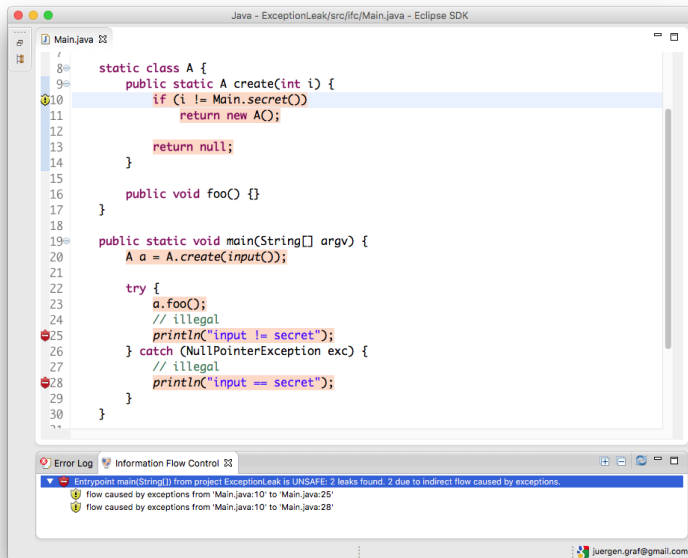 Java - ExceptionLeak/src/ifc/Main.java - Eclipse SDK
Main.java
8 static class A {
9 public static A create(int i) {
10 if (i != Main.secret())
11 return new A();
12
13 return null;
14 }
15
16 public void foo() {}
17 }
18
19 public static void main(String[] argv) {
20 A a = A.create(input());
21
22 try {
23 a.foo();
24 // illegal
25 println("input != secret");
26 } catch (NullPointerException exc) {
27 // illegal
28 println("input == secret");
29 }
30 }
Error Log Information Flow Control
Entrypoint main(String[]) from project ExceptionLeak is UNSAFE: 2 leaks found. 2 due to indirect flow caused by exceptions.
flow caused by exceptions from 'Main.java:10' to 'Main.java:25'
flow caused by exceptions from 'Main.java:10' to 'Main.java:28'
juergen.graf@gmail.com